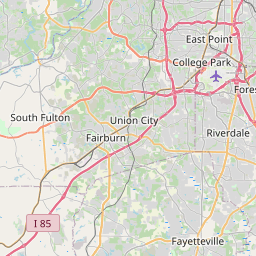 East Point
College Park
Fores
South Fulton
Union City
Riverdale
Fairburn
I 85
Fayetteville